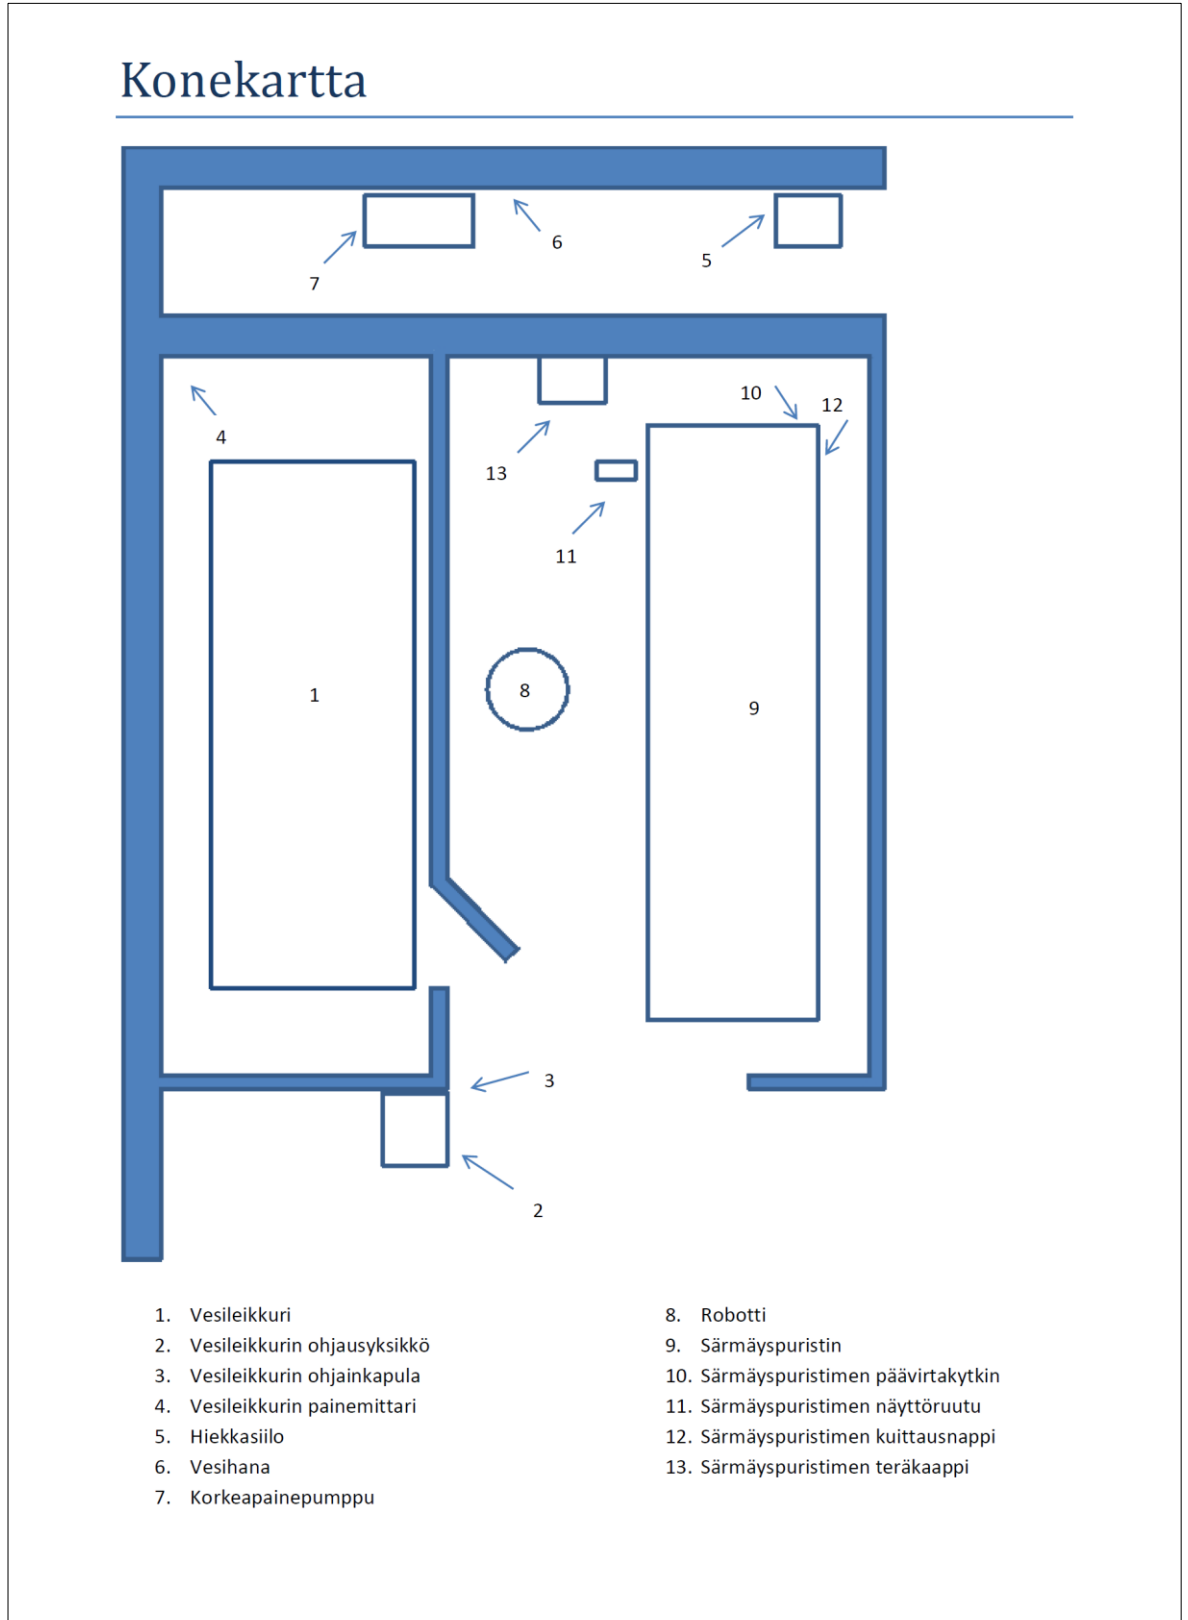 Konekartta
6
5
7
10
12
4
13
11
8
1
9
3
2
1. Vesileikkuri
2. Vesileikkurin ohjausyksikkö
3. Vesileikkurin ohjainkapula
4. Vesileikkurin painemittari
5. Hiekkasiilo
6. Vesihana
7. Korkeapainepumppu
8. Robotti
9. Särmäyspuristin
10. Särmäyspuristimen päävirtakytkin
11. Särmäyspuristimen näyttöruutu
12. Särmäyspuristimen kuittausnappi
13. Särmäyspuristimen teräkaappi